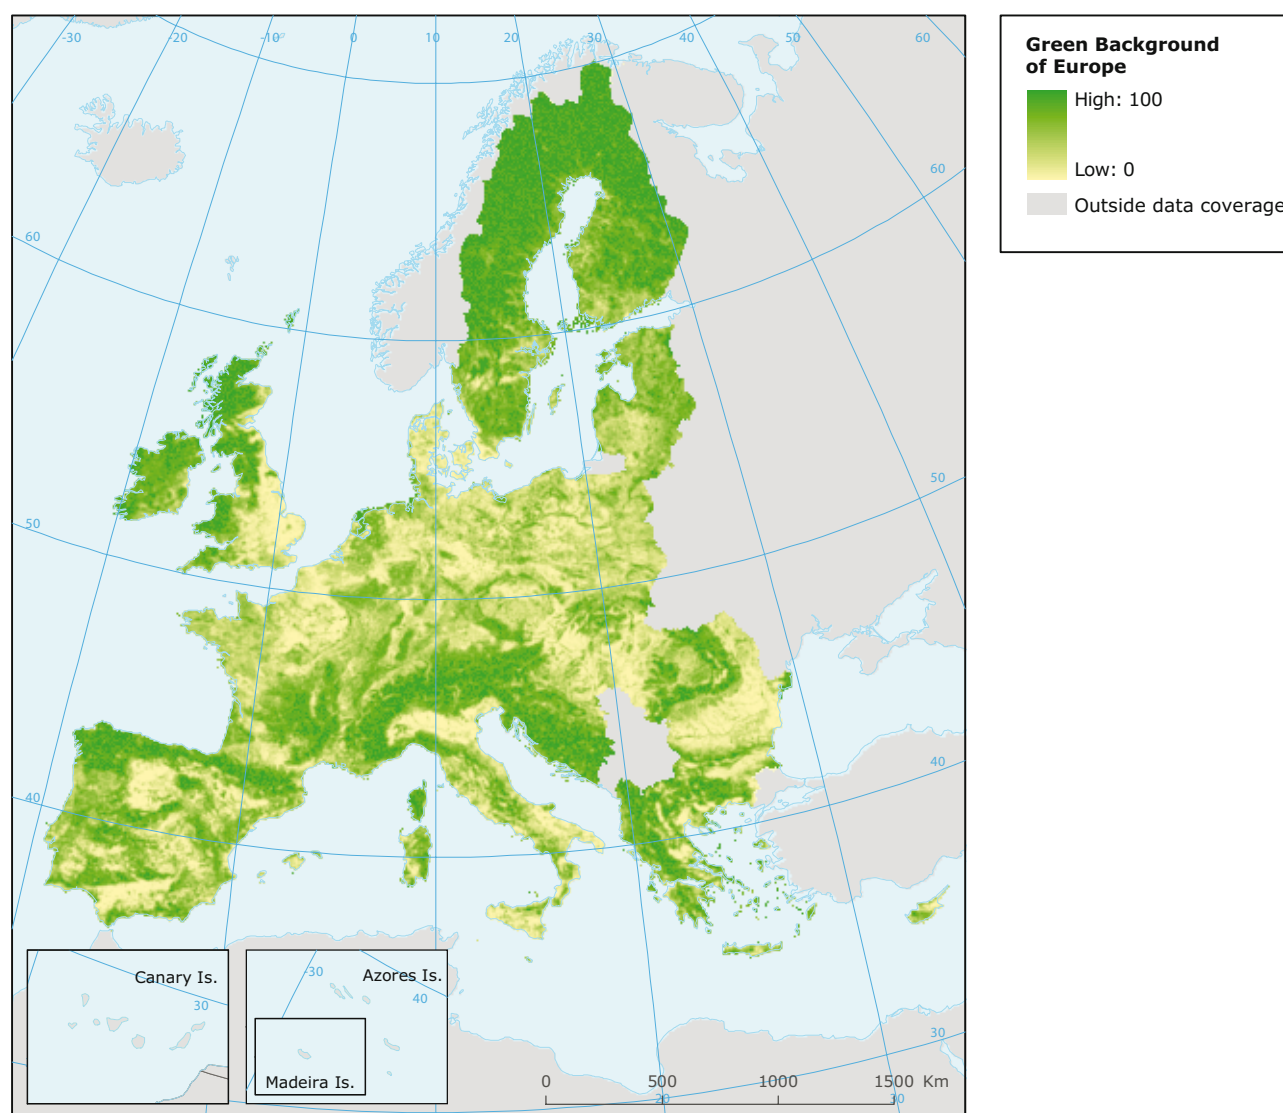 -30
-20
-10
0
10
20
30
40
50
60
60
60
50
50
40
40
30
Canary Is.
30
Azores Is.
-30
40
Madeira Is.
0
500
1000
1500 Km
20
30
Green Background
of Europe
High: 100
Low: 0
Outside data coverage